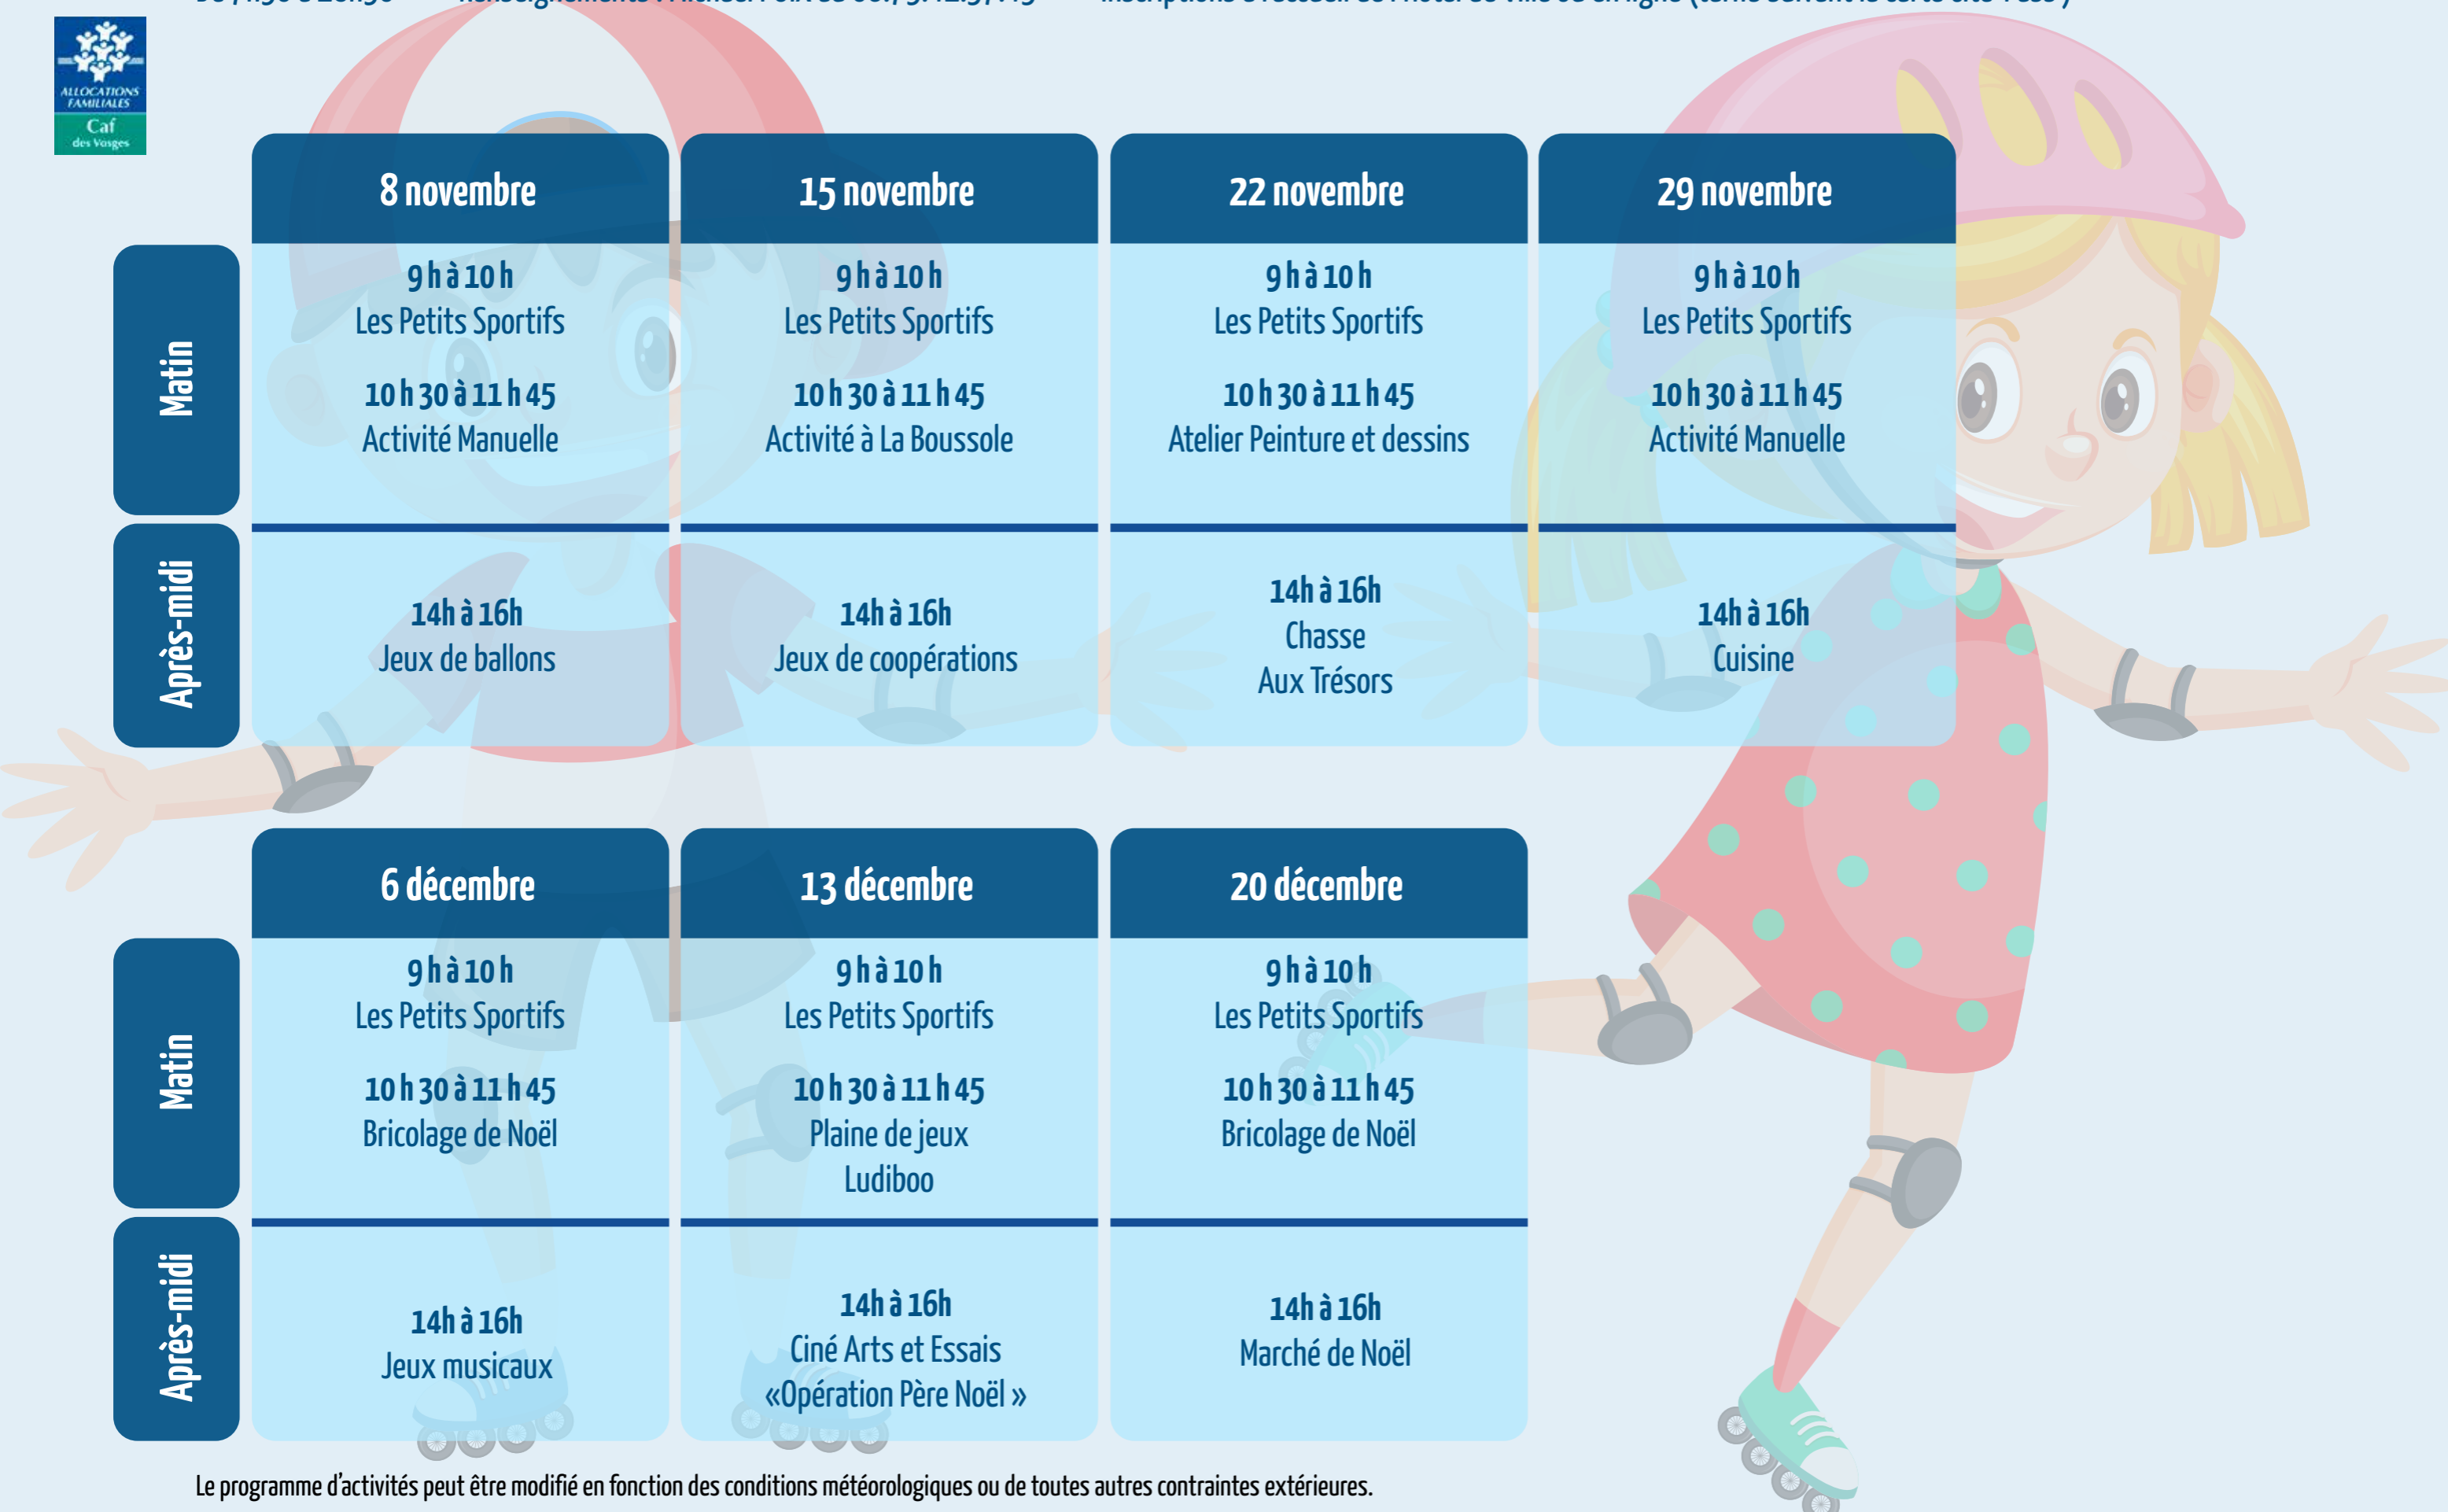 ALLOCATIONS
FAMILIALES
Caf
des Vosges
8 novembre
15 novembre
22 novembre
29 novembre
Matin
9 h à 10 h
Les Petits Sportifs
10 h 30 à 11 h 45
Activité Manuelle
9 h à 10 h
Les Petits Sportifs
10 h 30 à 11 h 45
Activité à La Boussole
9 h à 10 h
Les Petits Sportifs
10 h 30 à 11 h 45
Atelier Peinture et dessins
9 h à 10 h
Les Petits Sportifs
10 h 30 à 11 h 45
Activité Manuelle
Après-midi
14h à 16h
Jeux de ballons
14h à 16h
Jeux de coopérations
14h à 16h
Chasse
Aux Trésors
14h à 16h
Cuisine
6 décembre
13 décembre
20 décembre
Matin
9 h à 10 h
Les Petits Sportifs
10 h 30 à 11 h 45
Bricolage de Noël
9 h à 10 h
Les Petits Sportifs
10 h 30 à 11 h 45
Plaine de jeux
Ludiboo
9 h à 10 h
Les Petits Sportifs
10 h 30 à 11 h 45
Bricolage de Noël
Après-midi
14h à 16h
Jeux musicaux
14h à 16h
Ciné Arts et Essais
«Opération Père Noël »
14h à 16h
Marché de Noël
Le programme d'activités peut être modifié en fonction des conditions météorologiques ou de toutes autres contraintes extérieures.